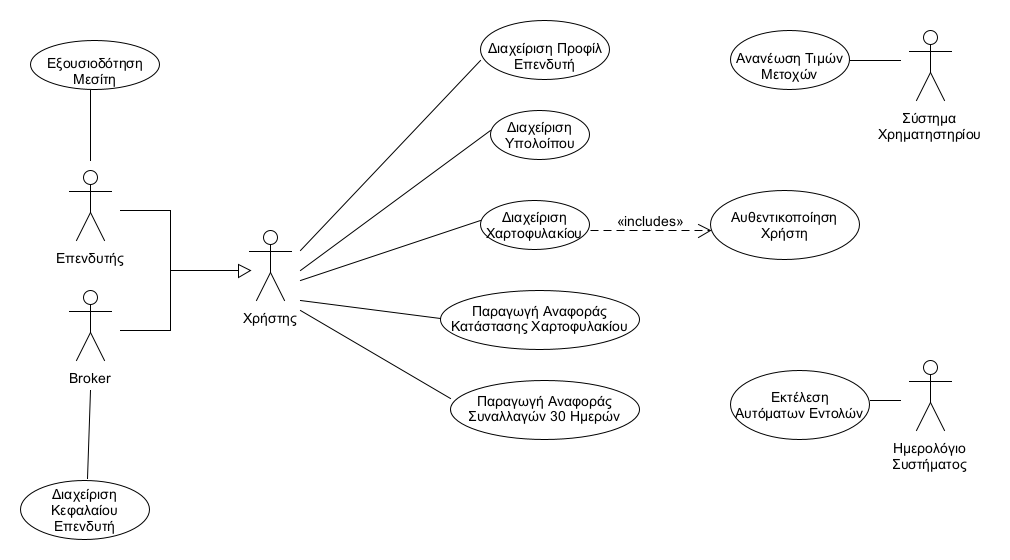 Εξουσιοδότηση
Μεσίτη
Διαχείριση Προφίλ
Επενδυτή
Ανανέωση Τιμών
Μετοχών
Σύστημα
Χρηματηστηρίου
Διαχείριση
Υπολοίπου
Διαχείριση
Χαρτοφυλακίου
«includes»
Αυθεντικοποίηση
Χρήστη
Επενδυτής
Χρήστης
Broker
Παραγωγή Αναφοράς
Κατάστασης Χαρτοφυλακίου
Παραγωγή Αναφοράς
Συναλλαγών 30 Ημερών
Εκτέλεση
Αυτόματων Εντολών
Ημερολόγιο
Συστήματος
Διαχείριση
Κεφαλαίου
Επενδυτή